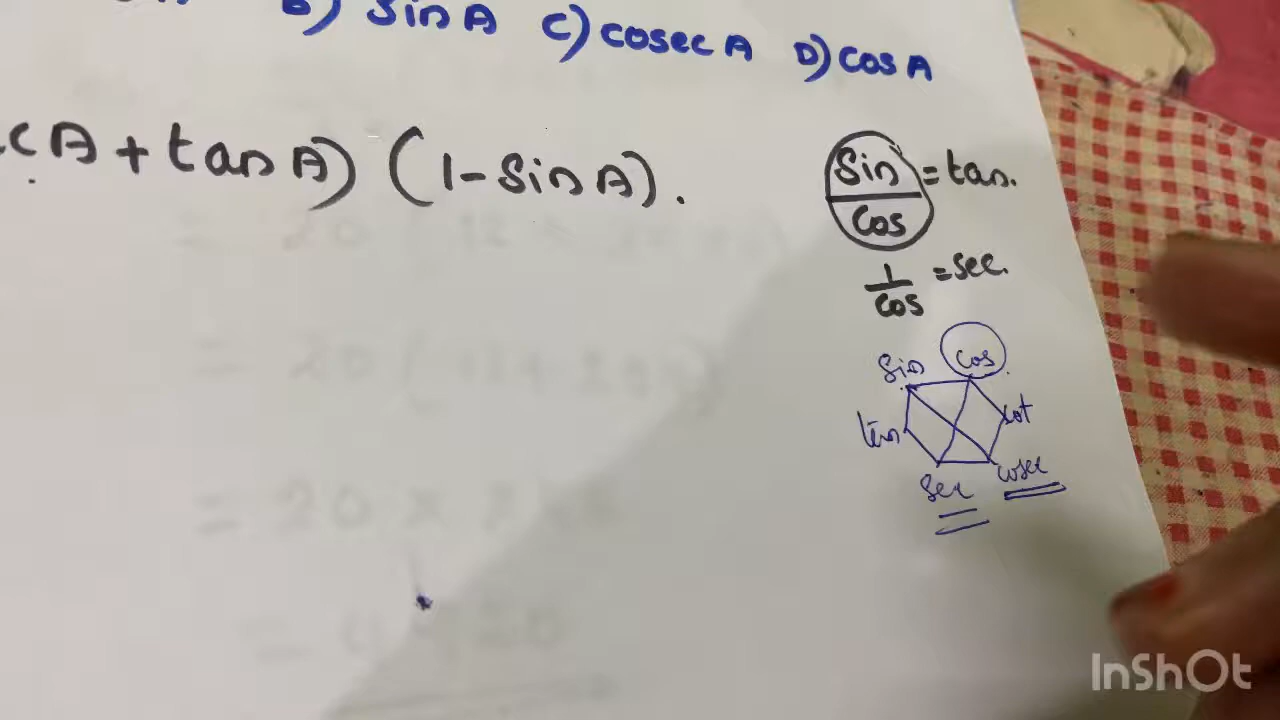 B) Sin A C) cosec A D) cos A
cA + tan A) (1 - Sin A).
Sin
cos
= tan.
1
cos
= Sec.
Sin cos
tan cot
Sec cosec
InShOt